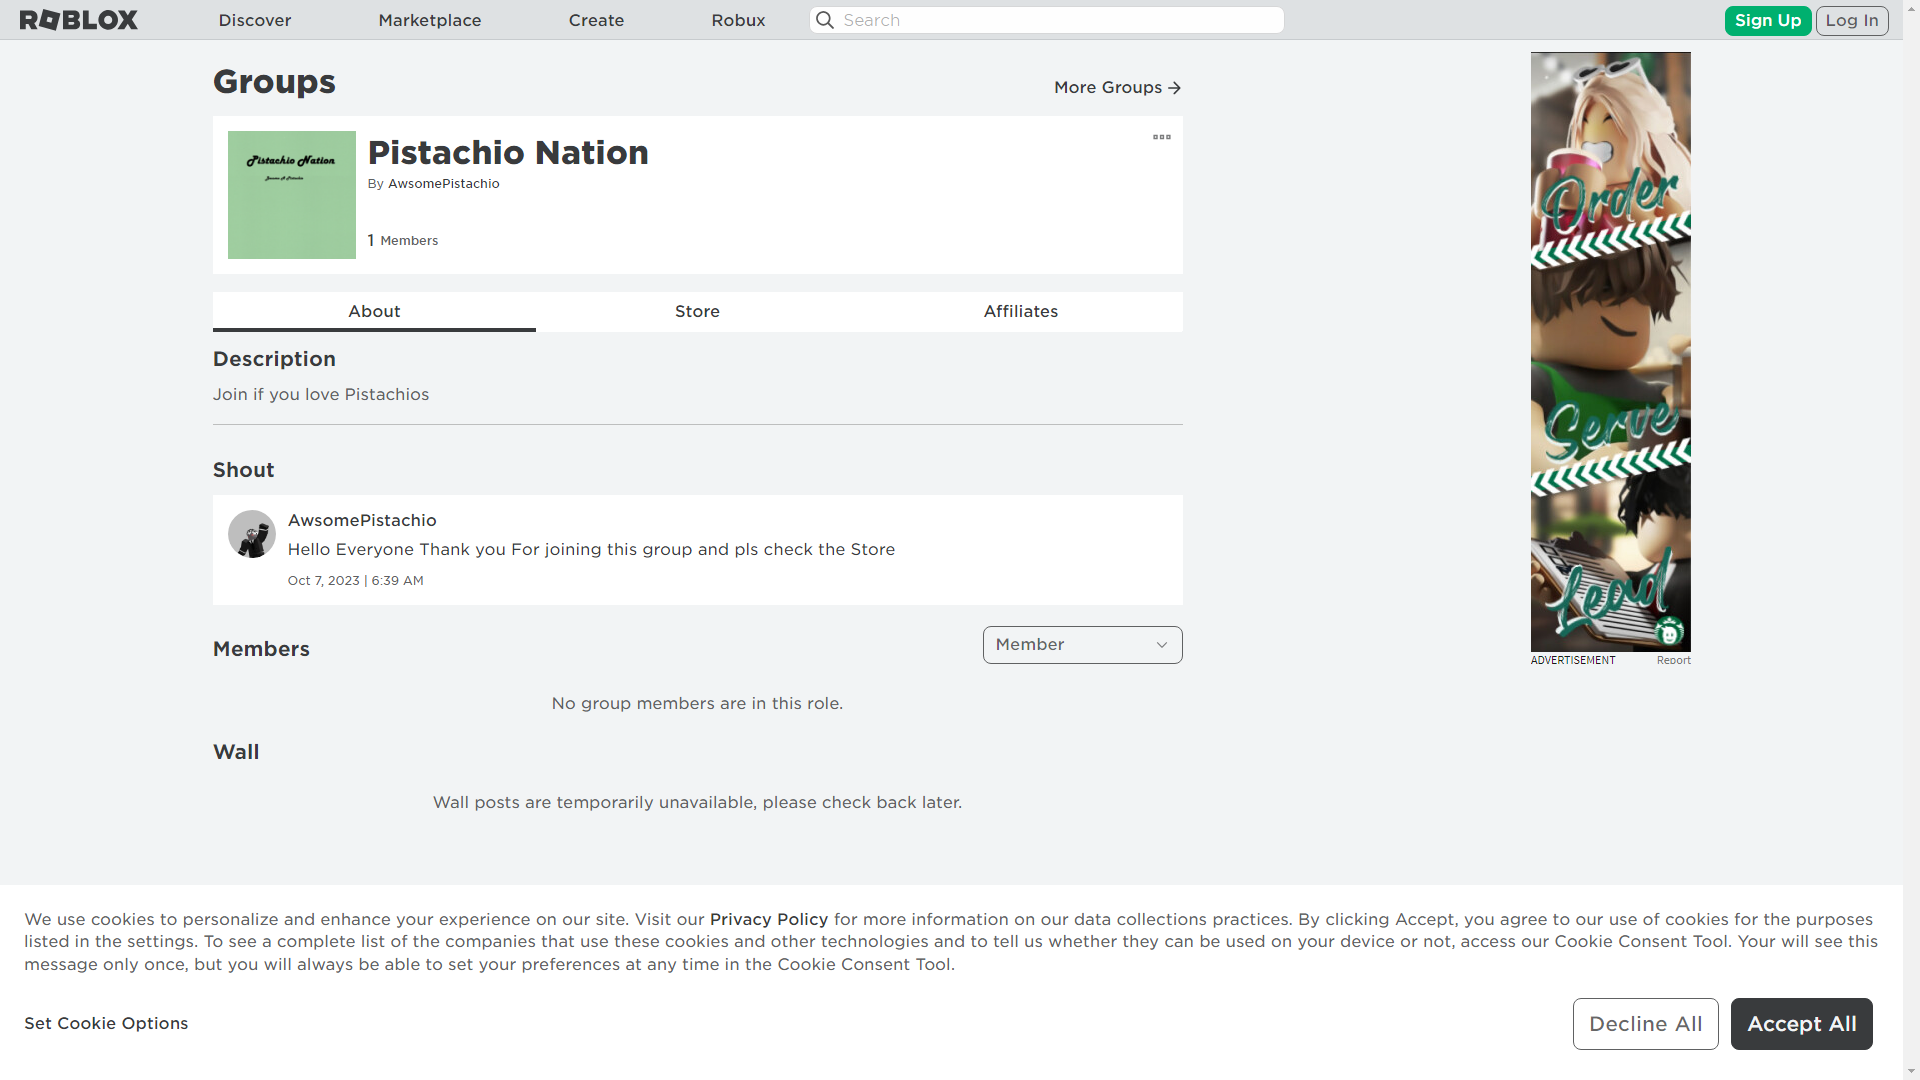 ROBLOX
Discover
Marketplace
Create
Robux
Search
Sign Up
Log In
Groups
More Groups
Pistachio Nation
Pistachio Nation
By AwsomePistachio
1 Members
About
Store
Affiliates
Description
Join if you love Pistachios
Shout
AwsomePistachio
Hello Everyone Thank you For joining this group and pls check the Store
Oct 7, 2023 | 6:39 AM
Members
Member
No group members are in this role.
Wall
Wall posts are temporarily unavailable, please check back later.
Order
Serve
Lead
ADVERTISEMENT
Report
We use cookies to personalize and enhance your experience on our site. Visit our Privacy Policy for more information on our data collections practices. By clicking Accept, you agree to our use of cookies for the purposes
listed in the settings. To see a complete list of the companies that use these cookies and other technologies and to tell us whether they can be used on your device or not, access our Cookie Consent Tool. Your will see this
message only once, but you will always be able to set your preferences at any time in the Cookie Consent Tool.
Set Cookie Options
Decline All
Accept All